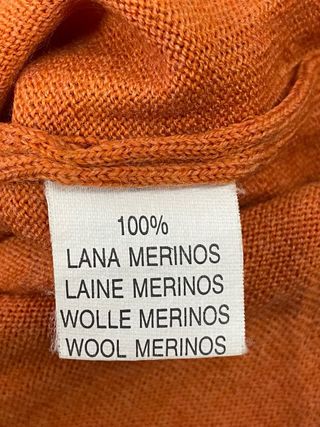 100%
LANA MERINOS
LAINE MERINOS
WOLLE MERINOS
WOOL MERINOS